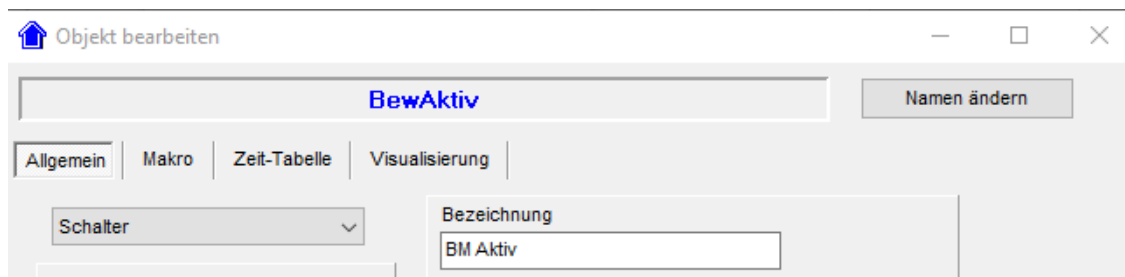 Objekt bearbeiten
BewAktiv
Namen ändern
Allgemein Makro Zeit-Tabelle Visualisierung
Schalter
Bezeichnung
BM Aktiv